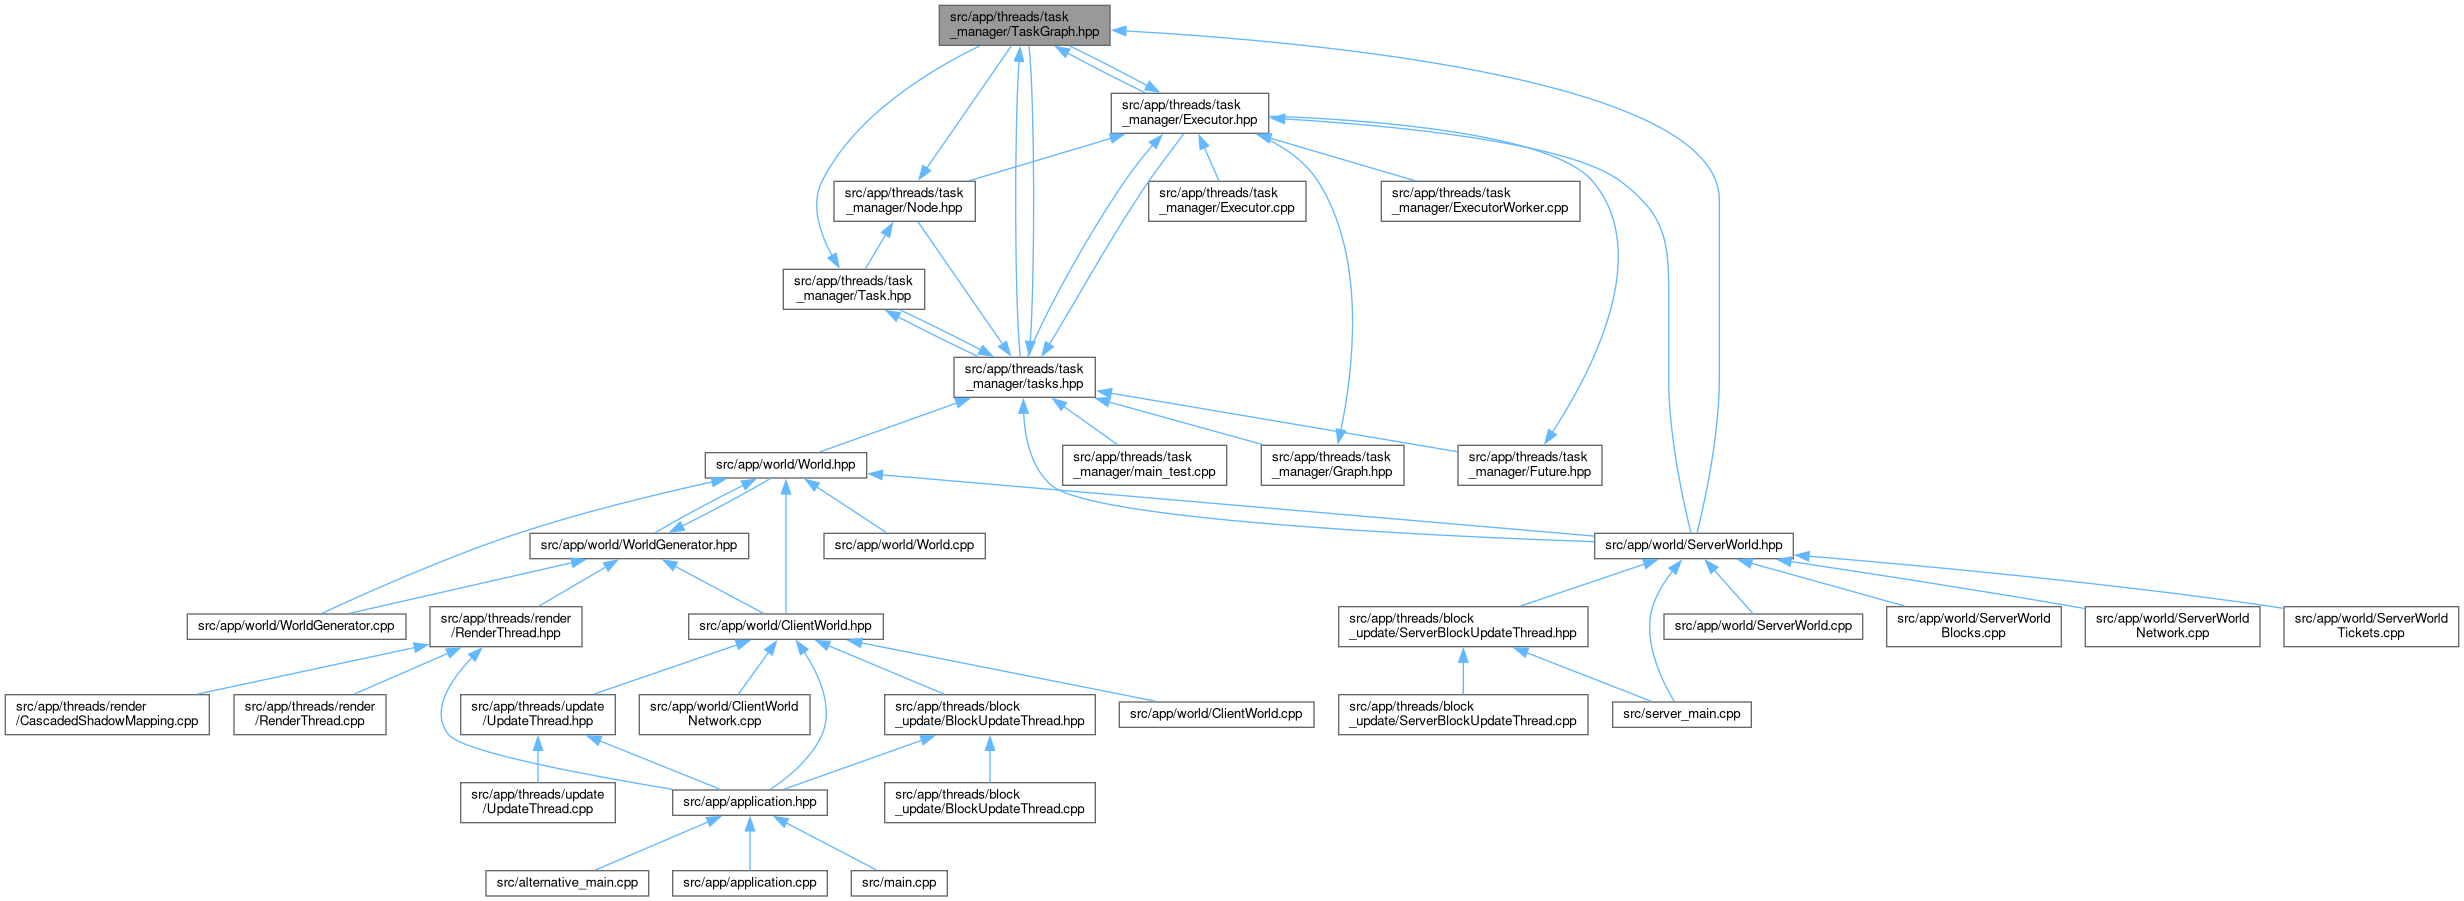 src/app/threads/task
_manager/TaskGraph.hpp
src/app/threads/task
_manager/Executor.hpp
src/app/threads/task
_manager/Node.hpp
src/app/threads/task
_manager/Executor.cpp
src/app/threads/task
_manager/ExecutorWorker.cpp
src/app/threads/task
_manager/Task.hpp
src/app/threads/task
_manager/tasks.hpp
src/app/world/World.hpp
src/app/threads/task
_manager/main_test.cpp
src/app/threads/task
_manager/Graph.hpp
src/app/threads/task
_manager/Future.hpp
src/app/world/WorldGenerator.hpp
src/app/world/World.cpp
src/app/world/ServerWorld.hpp
src/app/world/WorldGenerator.cpp
src/app/threads/render
/RenderThread.hpp
src/app/world/ClientWorld.hpp
src/app/threads/block
_update/ServerBlockUpdateThread.hpp
src/app/world/ServerWorld.cpp
src/app/world/ServerWorld
Blocks.cpp
src/app/world/ServerWorld
Network.cpp
src/app/world/ServerWorld
Tickets.cpp
src/app/threads/render
/CascadedShadowMapping.cpp
src/app/threads/render
/RenderThread.cpp
src/app/threads/update
/UpdateThread.hpp
src/app/world/ClientWorld
Network.cpp
src/app/threads/block
_update/BlockUpdateThread.hpp
src/app/world/ClientWorld.cpp
src/app/threads/block
_update/ServerBlockUpdateThread.cpp
src/server_main.cpp
src/app/threads/update
/UpdateThread.cpp
src/app/application.hpp
src/app/threads/block
_update/BlockUpdateThread.cpp
src/alternative_main.cpp
src/app/application.cpp
src/main.cpp